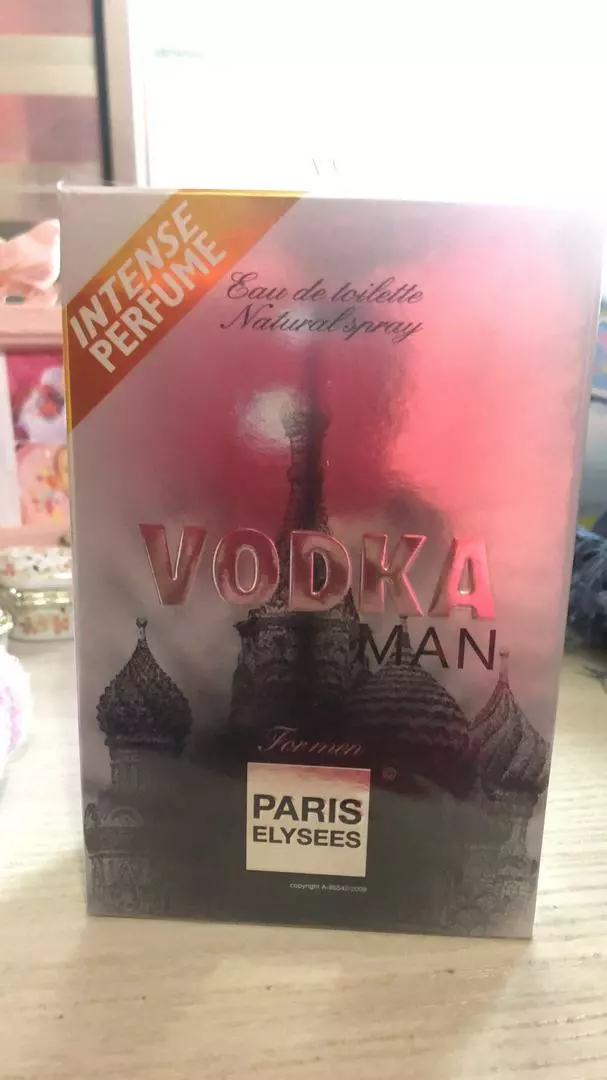 INTENSE
PERFUME
Eau de toilette
Natural spray
VODKA
MAN
For men
©
PARIS
ELYSEES